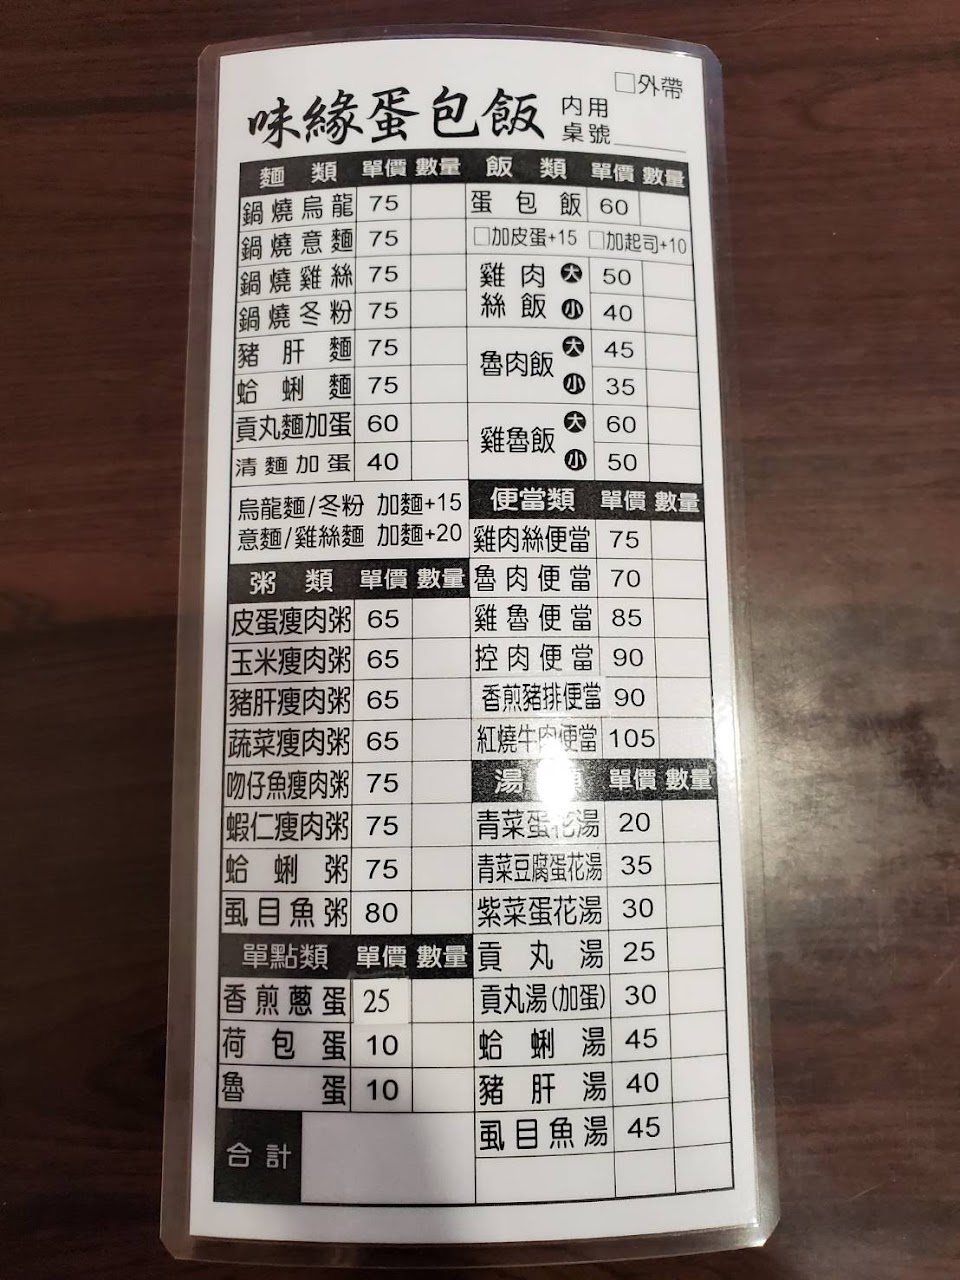 □外帶
味緣蛋包飯
內用
桌號
麵類 單價 數量
鍋燒烏龍 75
鍋燒意麵 75
鍋燒雞絲 75
鍋燒冬粉 75
豬肝麵 75
蛤蜊麵 75
貢丸麵加蛋 60
清麵加蛋 40
烏龍麵/冬粉 加麵+15
意麵/雞絲麵 加麵+20
粥類 單價 數量
皮蛋瘦肉粥 65
玉米瘦肉粥 65
豬肝瘦肉粥 65
蔬菜瘦肉粥 65
吻仔魚瘦肉粥 75
蝦仁瘦肉粥 75
蛤蜊粥 75
虱目魚粥 80
單點類 單價 數量
香煎蔥蛋 25
荷包蛋 10
魯蛋 10
合計
飯類 單價 數量
蛋包飯 60
□加皮蛋+15 □加起司+10
雞肉絲飯 大 50
小 40
魯肉飯 大 45
小 35
雞魯飯 大 60
小 50
便當類 單價 數量
雞肉絲便當 75
魯肉便當 70
雞魯便當 85
控肉便當 90
香煎豬排便當 90
紅燒牛肉便當 105
湯類 單價 數量
青菜蛋花湯 20
青菜豆腐蛋花湯 35
紫菜蛋花湯 30
貢丸湯 25
貢丸湯(加蛋) 30
蛤蜊湯 45
豬肝湯 40
虱目魚湯 45